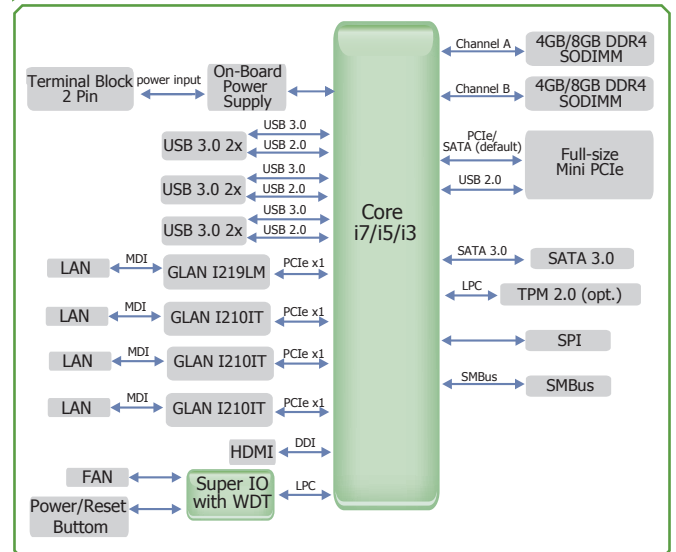 Terminal Block
2 Pin
power input
On-Board
Power
Supply
USB 3.0 2x
USB 3.0
USB 2.0
USB 3.0 2x
USB 3.0
USB 2.0
USB 3.0 2x
USB 3.0
USB 2.0
LAN
MDI
GLAN I219LM
PCIe x1
LAN
MDI
GLAN I210IT
PCIe x1
LAN
MDI
GLAN I210IT
PCIe x1
LAN
MDI
GLAN I210IT
PCIe x1
HDMI
DDI
FAN
Power/Reset
Buttom
Super IO
with WDT
LPC
Core
i7/i5/i3
Channel A
4GB/8GB DDR4
SODIMM
Channel B
4GB/8GB DDR4
SODIMM
PCIe/
SATA (default)
USB 2.0
Full-size
Mini PCIe
SATA 3.0
SATA 3.0
LPC
TPM 2.0 (opt.)
SPI
SMBus
SMBus